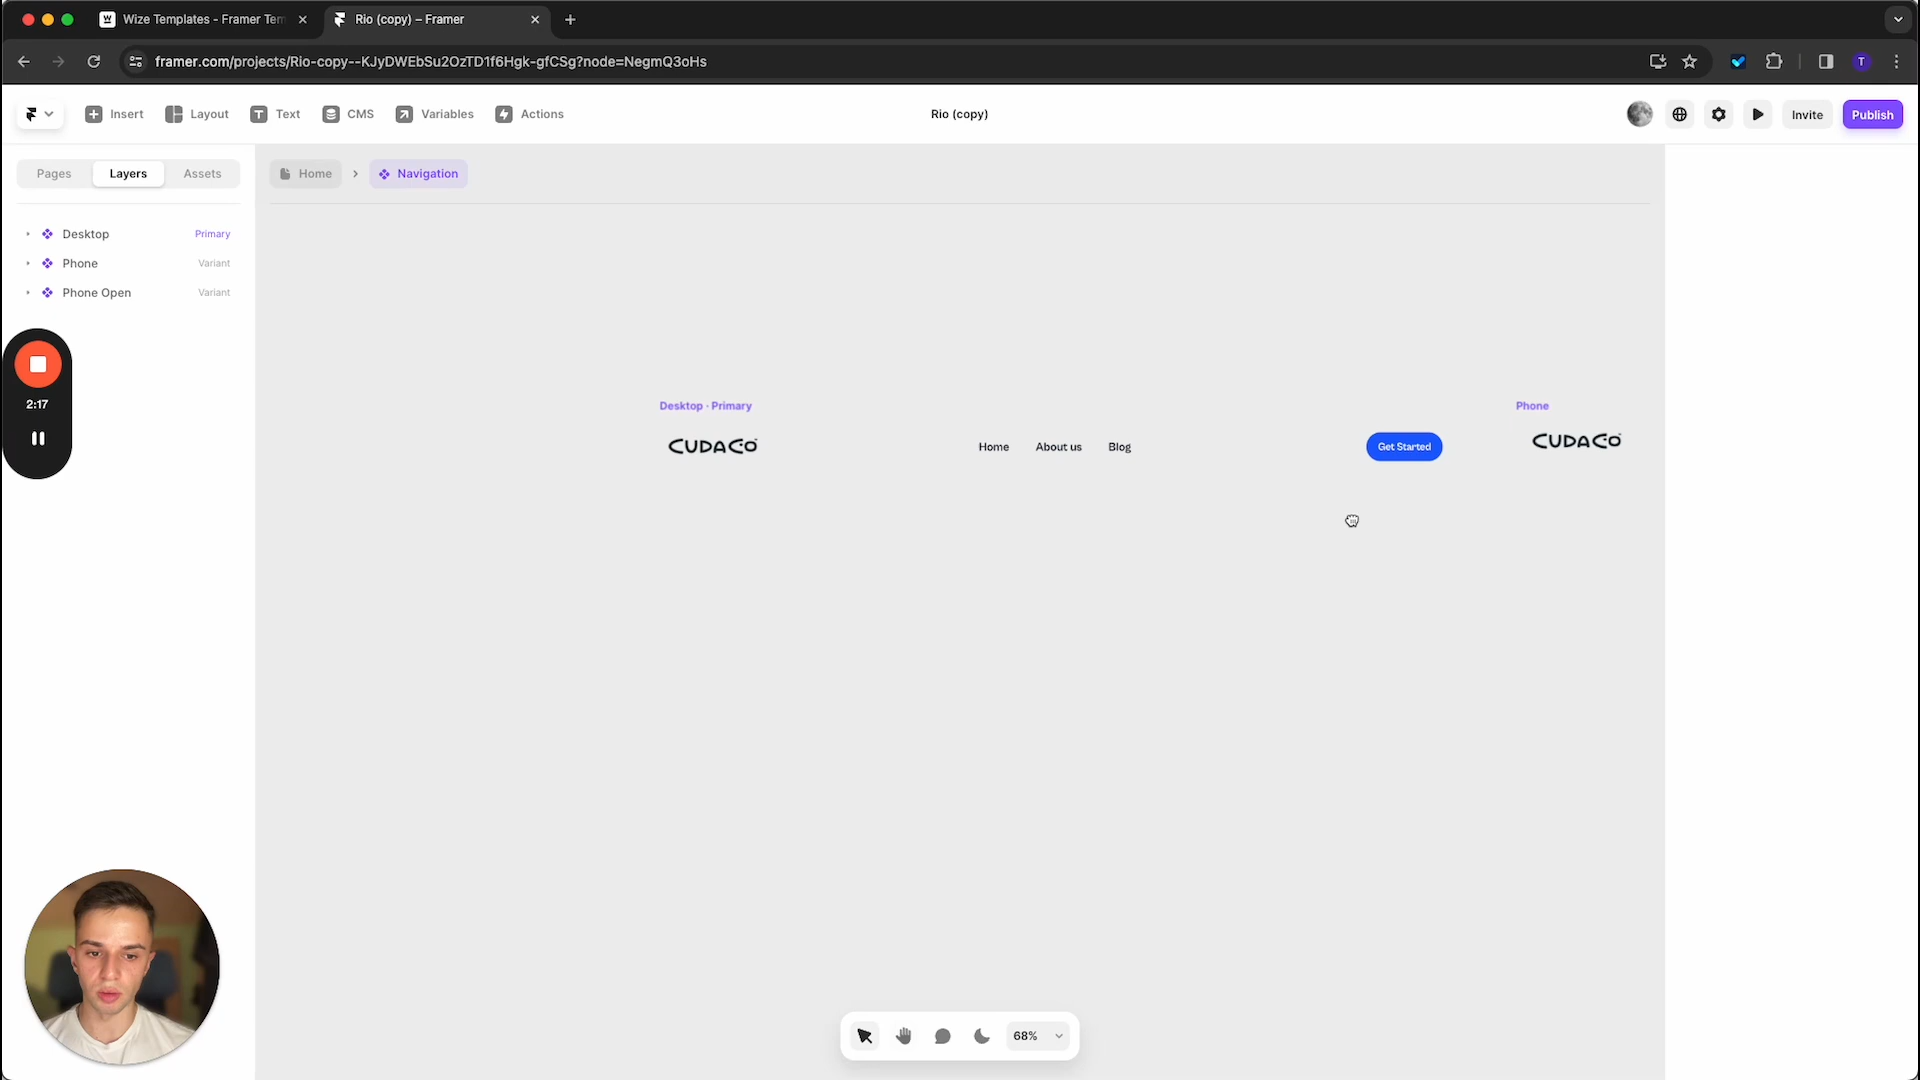 Wize Templates - Framer Tem
Rio (copy) – Framer
framer.com/projects/Rio-copy--KJyDWEbSu2OzTD1f6Hgk-gfCSg?node=NegmQ3oHs
T
Insert
Layout
Text
CMS
Variables
Actions
Rio (copy)
Invite
Publish
Pages
Layers
Assets
Home
Navigation
Desktop
Primary
Phone
Variant
Phone Open
Variant
2:17
Desktop · Primary
CUDACO
Home
About us
Blog
Get Started
Phone
CUDACO
68%